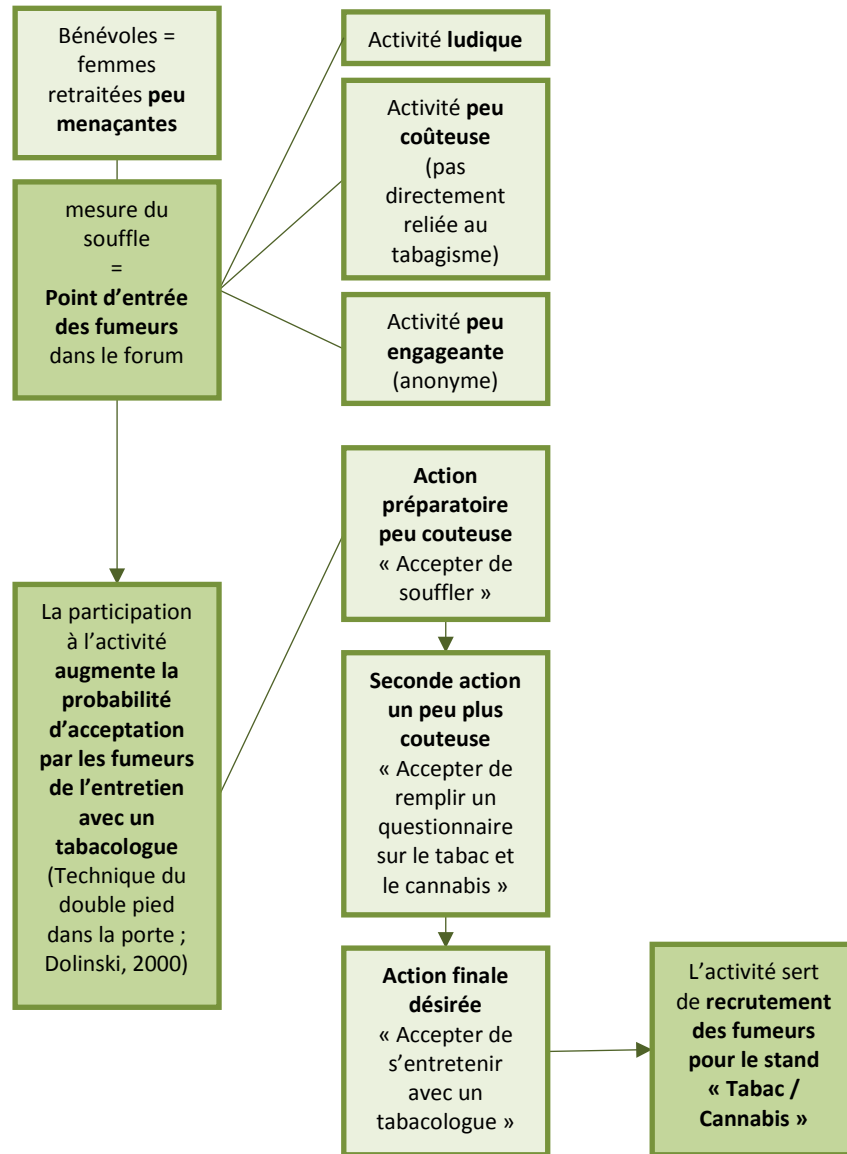 Bénévoles =
femmes
retraitées peu
menaçantes
mesure du
souffle
=
Point d'entrée
des fumeurs
dans le forum
Activité ludique
Activité peu
coûteuse
(pas
directement
reliée au
tabagisme)
Activité peu
engageante
(anonyme)
La participation
à l'activité
augmente la
probabilité
d'acceptation
par les fumeurs
de l'entretien
avec un
tabacologue
(Technique du
double pied
dans la porte ;
Dolinski, 2000)
Action
préparatoire
peu couteuse
« Accepter de
souffler »
Seconde action
un peu plus
couteuse
« Accepter de
remplir un
questionnaire
sur le tabac et
le cannabis »
Action finale
désirée
« Accepter de
s'entretenir
avec un
tabacologue »
L'activité sert
de recrutement
des fumeurs
pour le stand
« Tabac /
Cannabis »